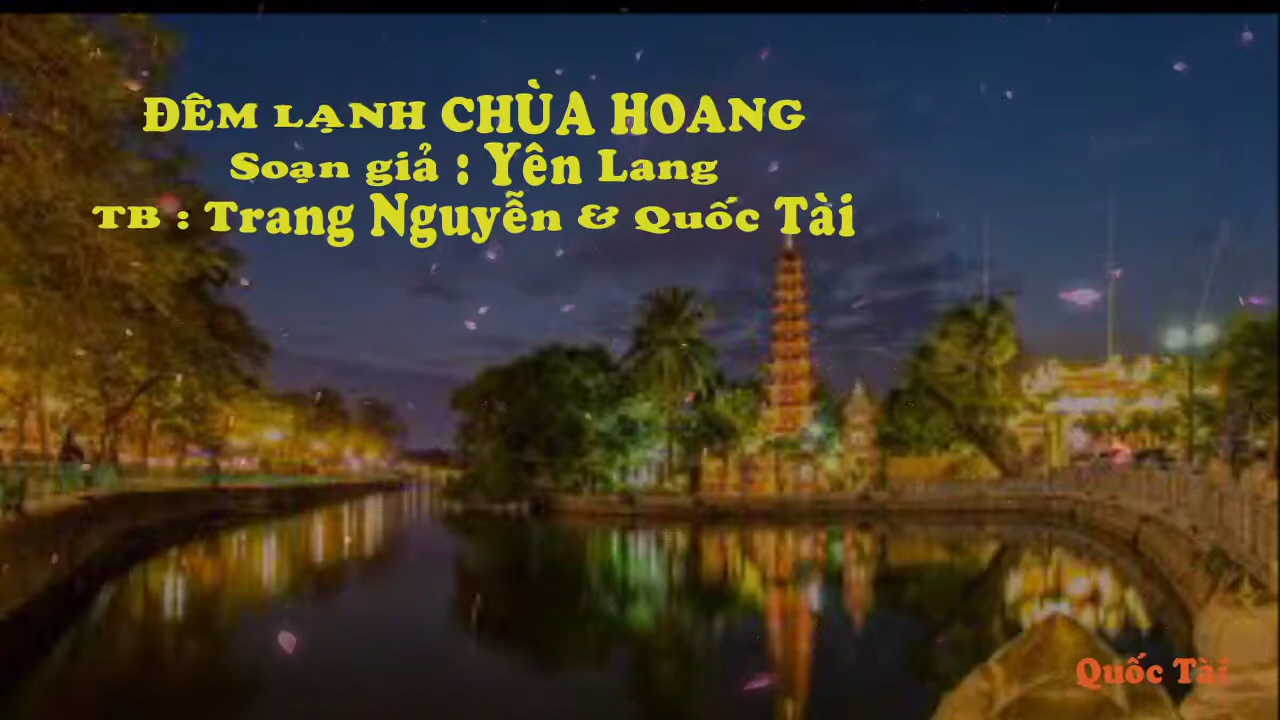 ĐÊM LẠNH CHÙA HOANG
Soạn giả : Yên Lang
TB : Trang Nguyễn & Quốc Tài
Quốc Tài